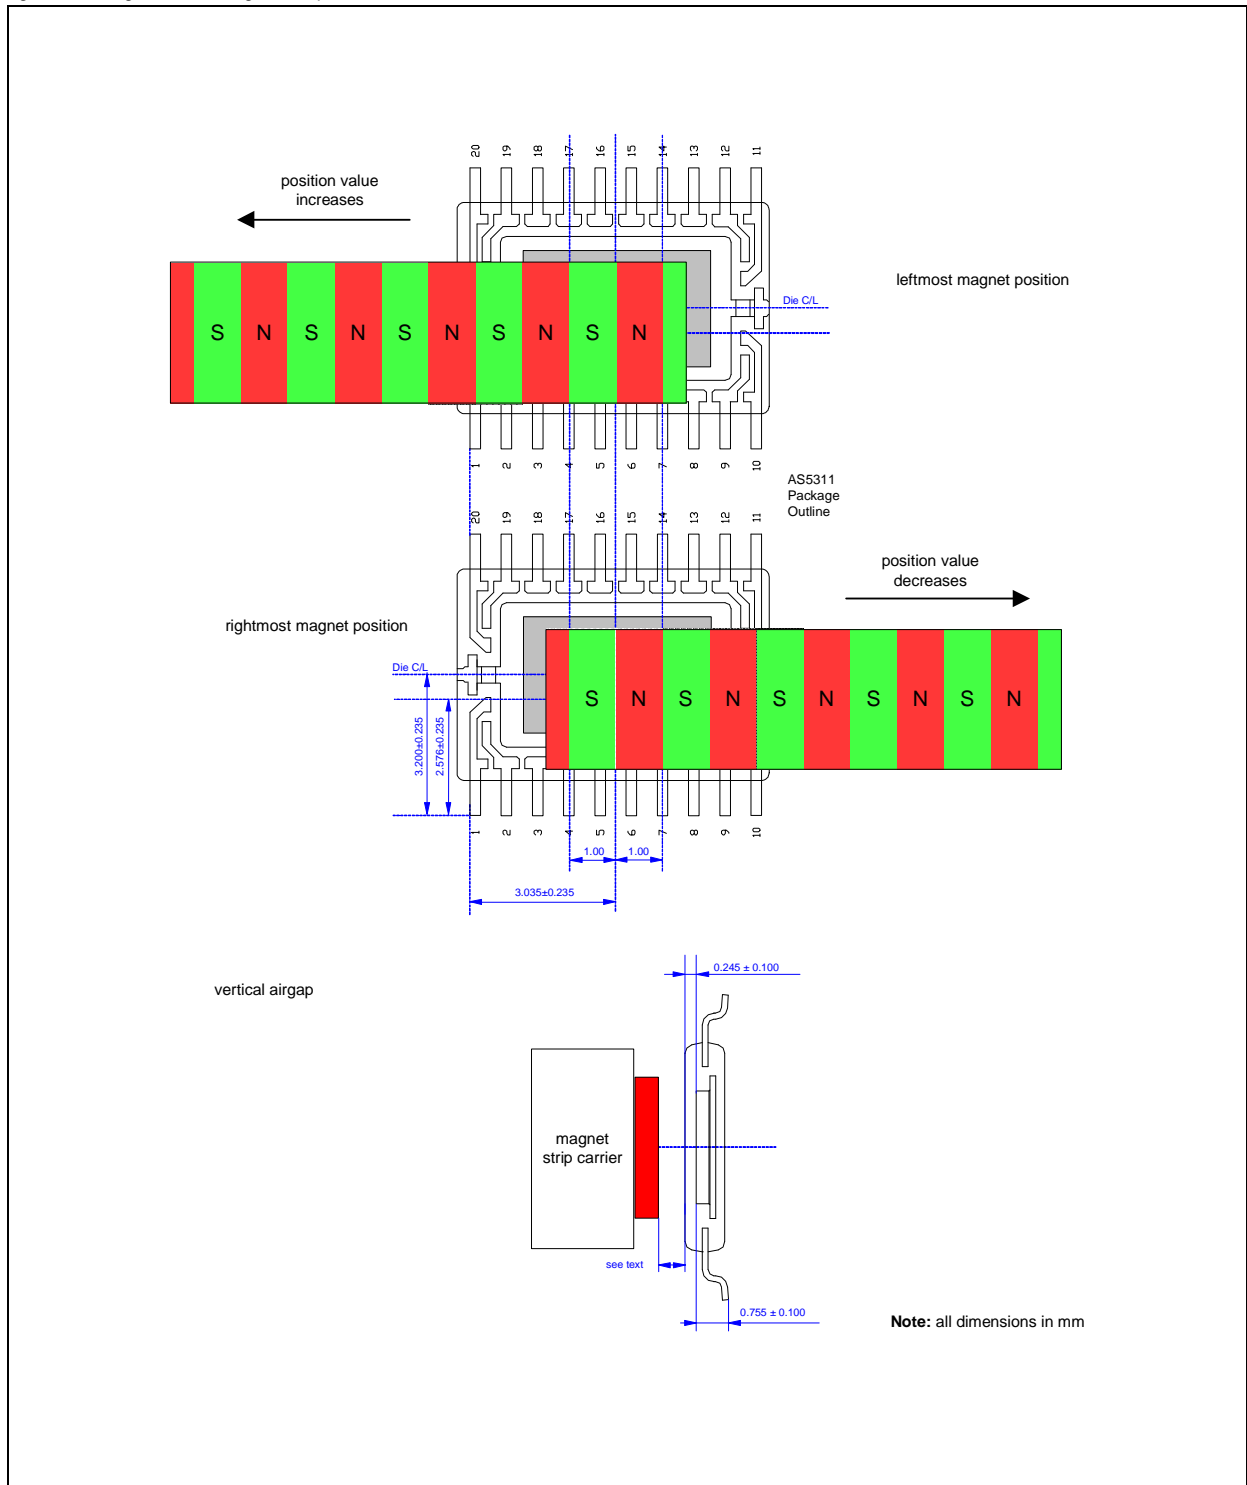 20 19 18 17 16 15 14 13 12 11
position value
increases
leftmost magnet position
Die C/L
S N S N S N S N S N
1 2 3 4 5 6 7 8 9 10
AS5311
Package
Outline
20 19 18 17 16 15 14 13 12 11
position value
decreases
rightmost magnet position
Die C/L
S N S N S N S N S N
3.200±0.235
2.576±0.235
1 2 3 4 5 6 7 8 9 10
1.00 1.00
3.035±0.235
0.245 ± 0.100
vertical airgap
magnet
strip carrier
see text
0.755 ± 0.100
Note: all dimensions in mm